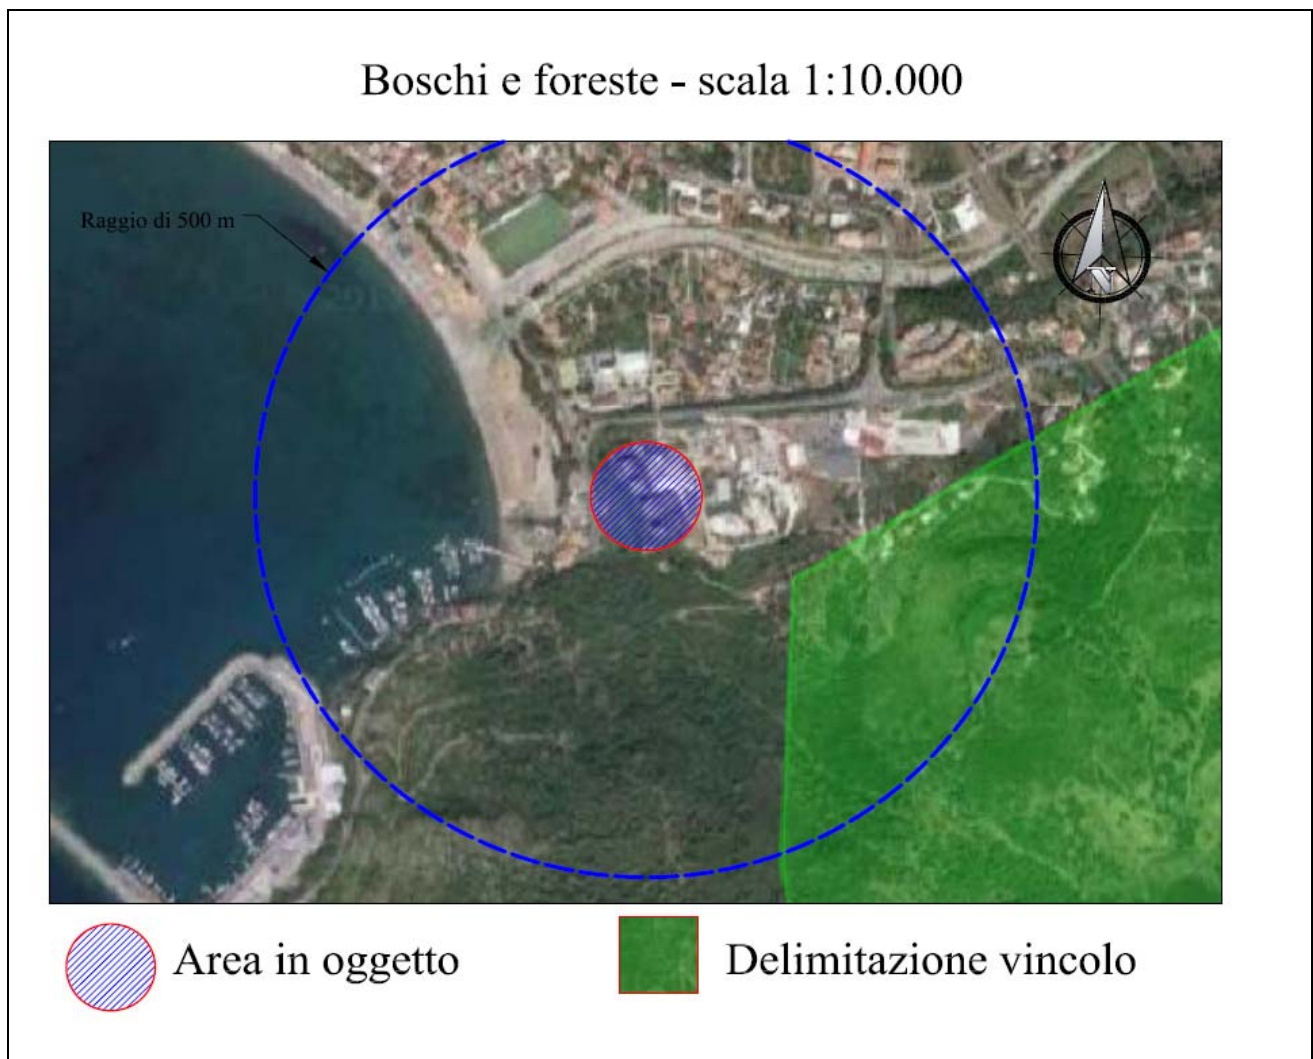 Boschi e foreste - scala 1:10.000
Raggio di 500 m
N
Area in oggetto
Delimitazione vincolo